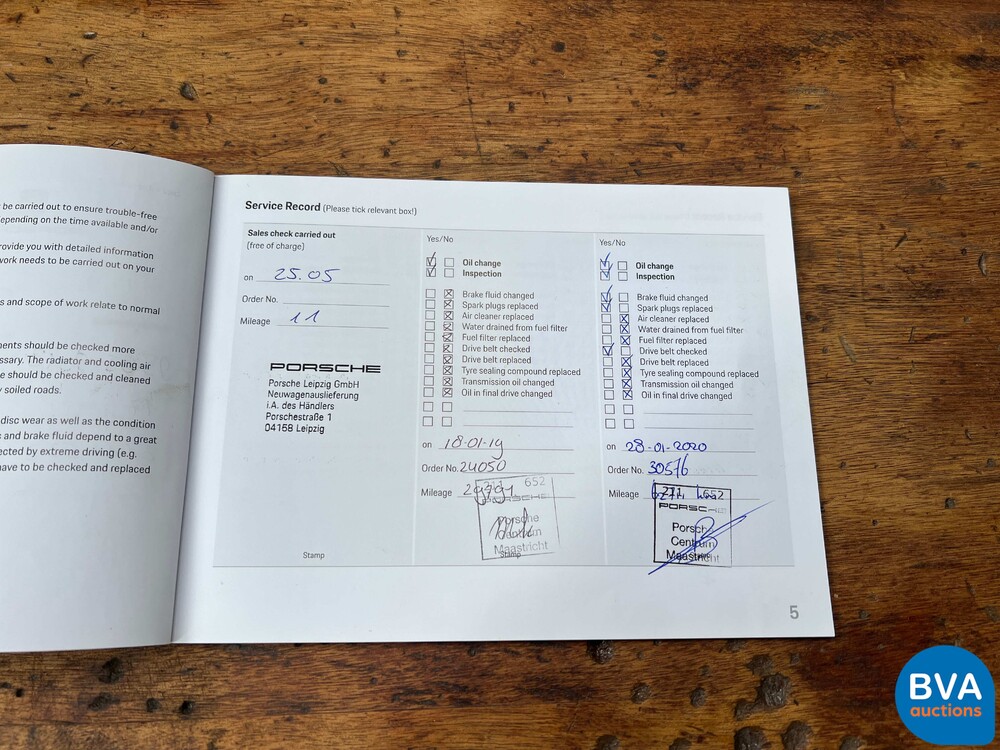 be carried out to ensure trouble-free
epending on the time available and/or
rovide you with detailed information
work needs to be carried out on your
s and scope of work relate to normal
nents should be checked more
ssary. The radiator and cooling air
e should be checked and cleaned
y soiled roads.
disc wear as well as the condition
c and brake fluid depend to a great
ected by extreme driving (e.g.
have to be checked and replaced
Service Record (Please tick relevant box!)
Sales check carried out
(free of charge)
on 25.05
Order No.
Mileage 11
PORSCHE
Porsche Leipzig GmbH
Neuwagenauslieferung
i.A. des Händlers
Porschestraße 1
04158 Leipzig
Stamp
Yes/No
Oil change
Inspection
Brake fluid changed
Spark plugs replaced
Air cleaner replaced
Water drained from fuel filter
Fuel filter replaced
Drive belt checked
Drive belt replaced
Tyre sealing compound replaced
Transmission oil changed
Oil in final drive changed
on 18-01-19
Order No. 24050
Mileage
211 652
PORSCHE
Porsche
Centrum
Maastricht
Stamp
Yes/No
Oil change
Inspection
Brake fluid changed
Spark plugs replaced
Air cleaner replaced
Water drained from fuel filter
Fuel filter replaced
Drive belt checked
Drive belt replaced
Tyre sealing compound replaced
Transmission oil changed
Oil in final drive changed
on 28-01-2020
Order No. 30516
Mileage
211 652
PORSCHE
Porsch
Centrum
Maastricht
5
BVA
auctions